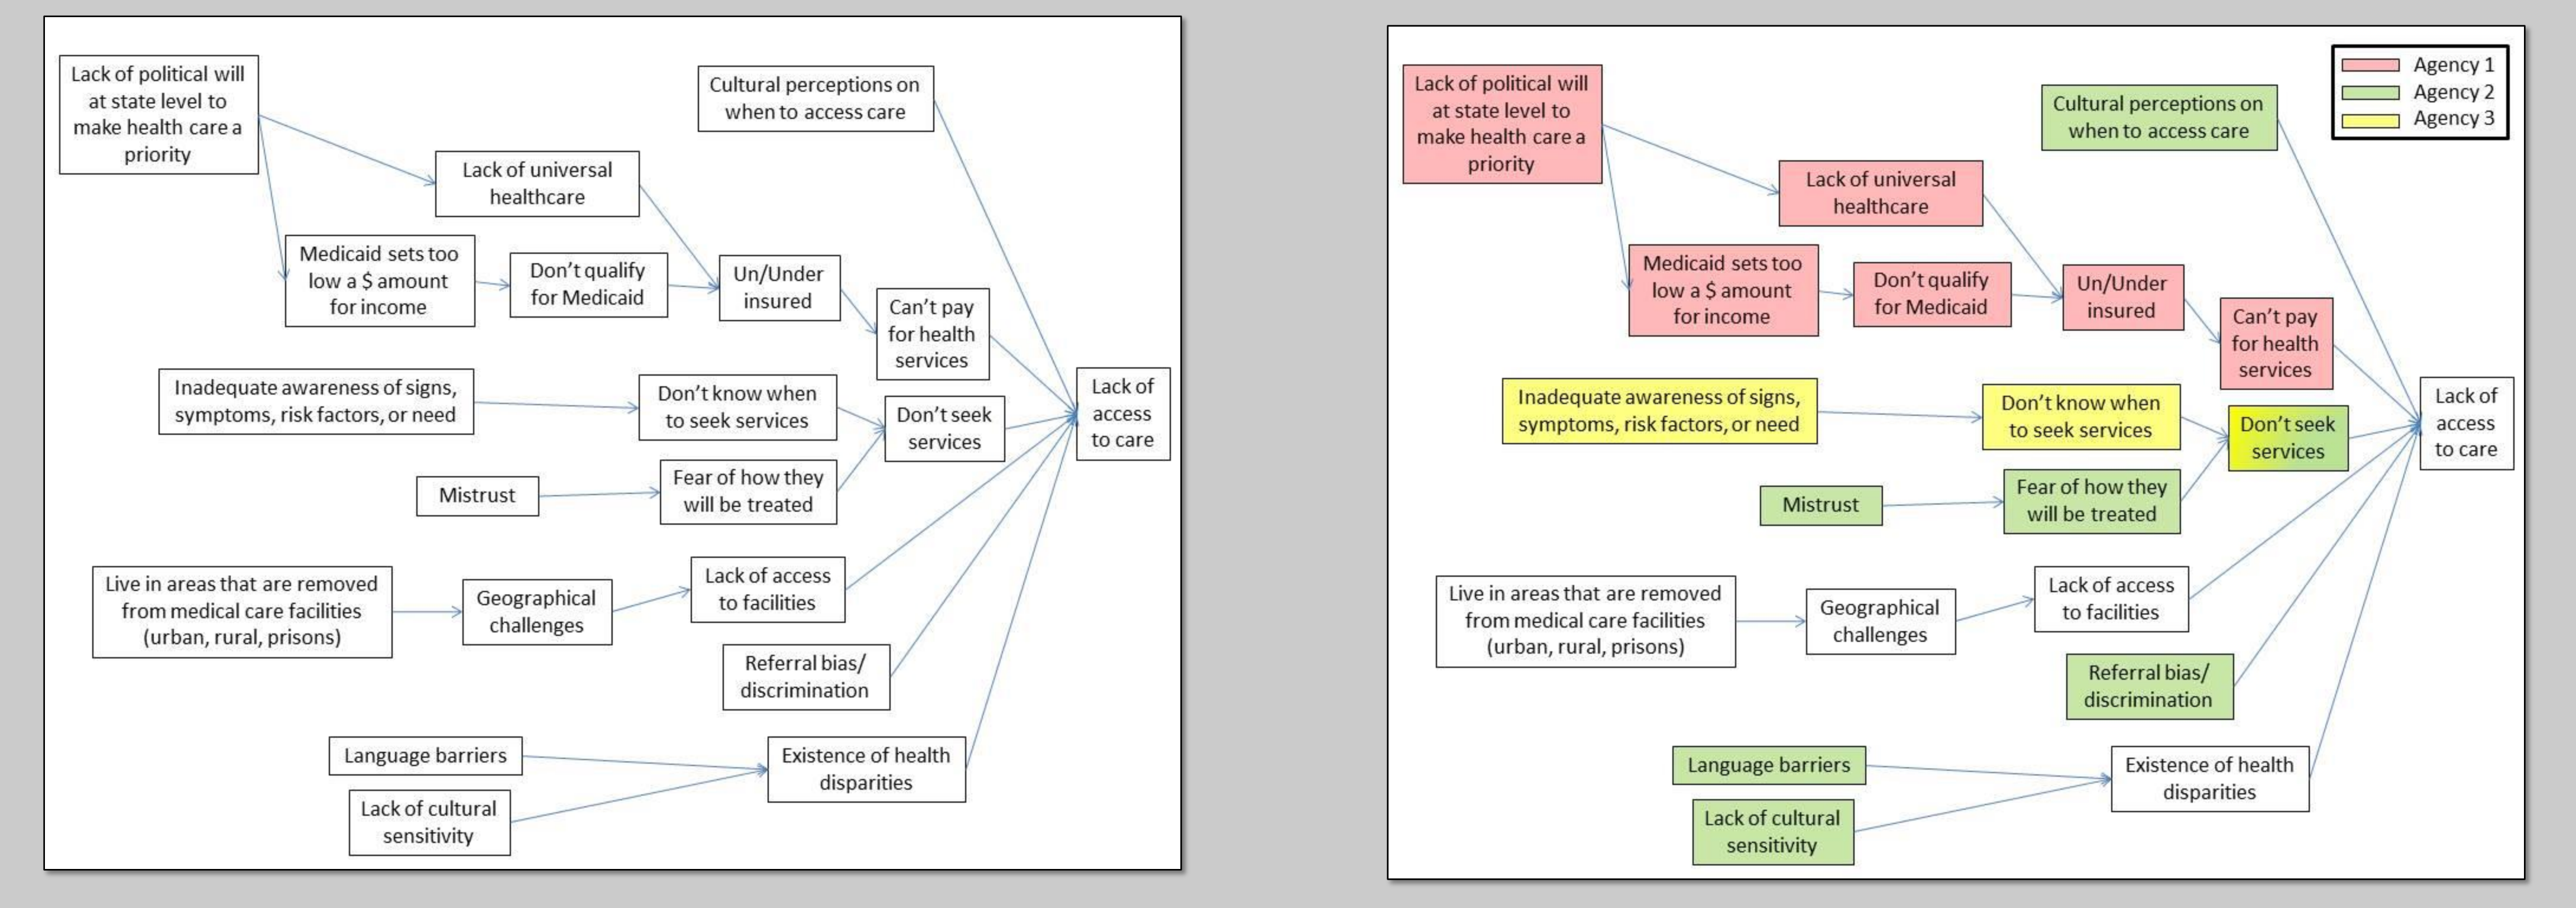 Lack of political will
at state level to
make health care a
priority
Cultural perceptions on
when to access care
Lack of universal
healthcare
Medicaid sets too
low a $ amount
for income
Don't qualify
for Medicaid
Un/Under
insured
Can't pay
for health
services
Inadequate awareness of signs,
symptoms, risk factors, or need
Don't know when
to seek services
Don't seek
services
Lack of
access
to care
Mistrust
Fear of how they
will be treated
Live in areas that are removed
from medical care facilities
(urban, rural, prisons)
Geographical
challenges
Lack of access
to facilities
Referral bias/
discrimination
Language barriers
Existence of health
disparities
Lack of cultural
sensitivity
Lack of political will
at state level to
make health care a
priority
Cultural perceptions on
when to access care
Agency 1
Agency 2
Agency 3
Lack of universal
healthcare
Medicaid sets too
low a $ amount
for income
Don't qualify
for Medicaid
Un/Under
insured
Can't pay
for health
services
Inadequate awareness of signs,
symptoms, risk factors, or need
Don't know when
to seek services
Don't seek
services
Lack of
access
to care
Mistrust
Fear of how they
will be treated
Live in areas that are removed
from medical care facilities
(urban, rural, prisons)
Geographical
challenges
Lack of access
to facilities
Referral bias/
discrimination
Language barriers
Existence of health
disparities
Lack of cultural
sensitivity